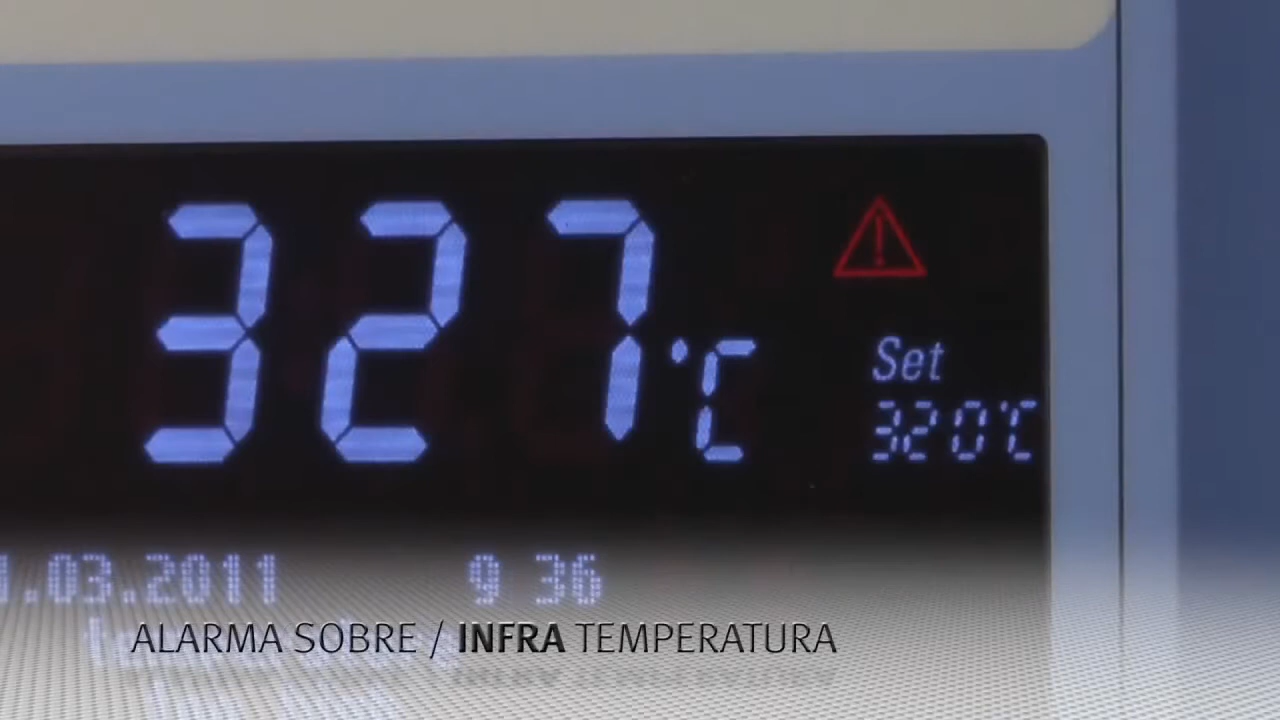 327°C
Set
320°C
.03.2011 9 36
ALARMA SOBRE / INFRA TEMPERATURA